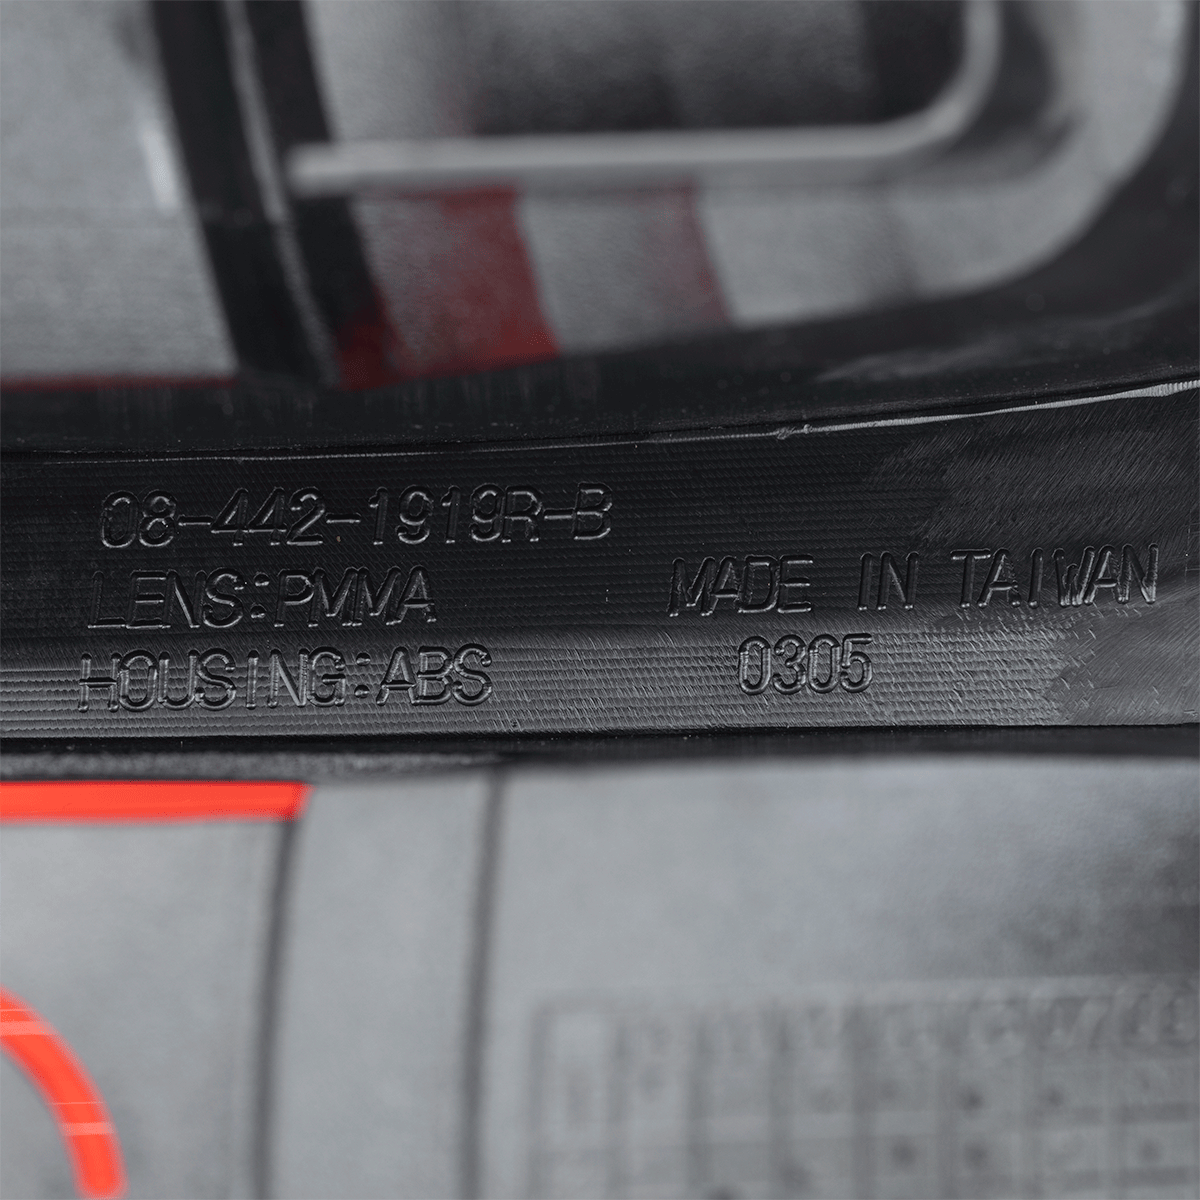 08-442-1919R-B
LENS:PMMA
HOUSING:ABS
MADE IN TAIWAN
0305